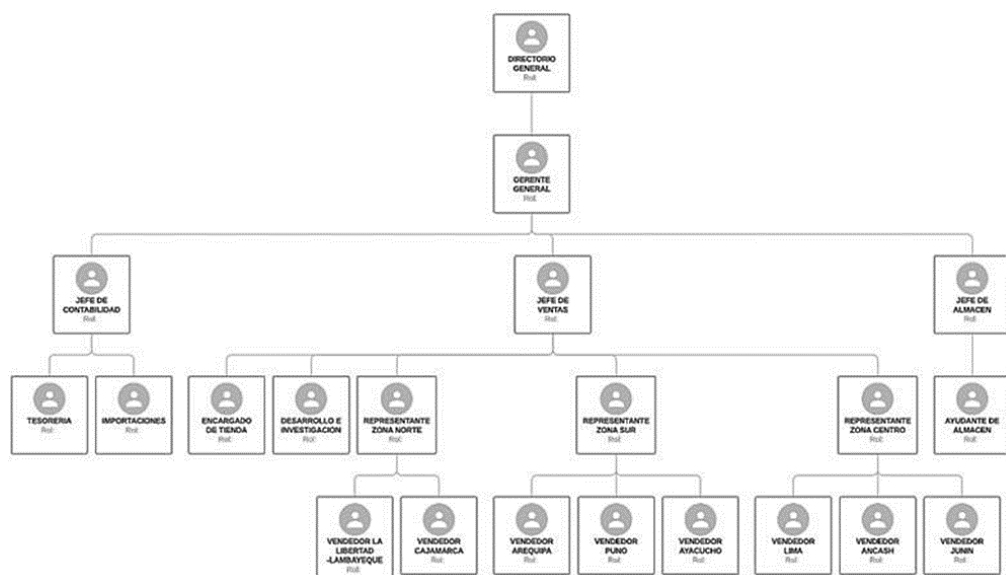 DIRECTORIO
GENERAL
Rol:
GERENTE
GENERAL
Rol:
JEFE DE
CONTABILIDAD
Rol:
JEFE DE
VENTAS
Rol:
JEFE DE
ALMACEN
Rol:
TESORERIA
Rol:
IMPORTACIONES
Rol:
ENCARGADO
DE TIENDA
Rol:
DESARROLLO E
INVESTIGACION
Rol:
REPRESENTANTE
ZONA NORTE
Rol:
REPRESENTANTE
ZONA SUR
Rol:
REPRESENTANTE
ZONA CENTRO
Rol:
AYUDANTE DE
ALMACEN
Rol:
VENDEDOR LA
LIBERTAD
-LAMBAYEQUE
Rol:
VENDEDOR
CAJAMARCA
Rol:
VENDEDOR
AREQUIPA
Rol:
VENDEDOR
PUNO
Rol:
VENDEDOR
AYACUCHO
Rol:
VENDEDOR
LIMA
Rol:
VENDEDOR
ANCASH
Rol:
VENDEDOR
JUNIN
Rol: